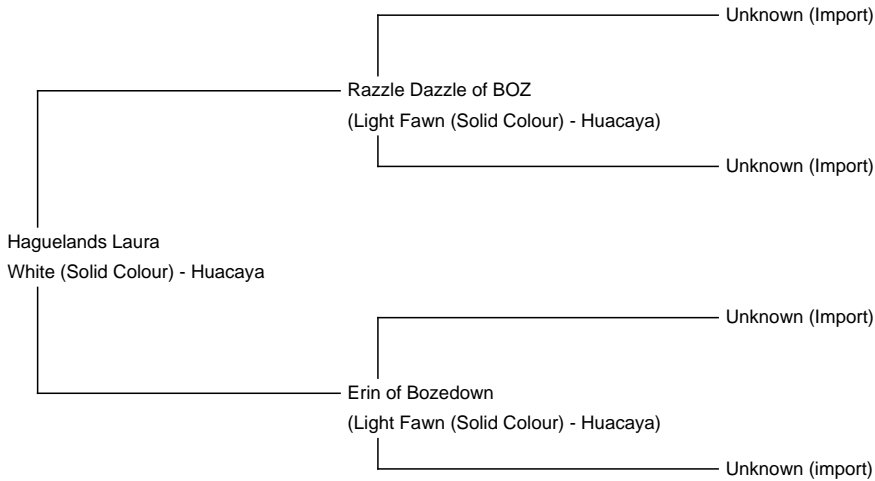 Unknown (Import)
Razzle Dazzle of BOZ
(Light Fawn (Solid Colour) - Huacaya)
Unknown (Import)
Haguelands Laura
White (Solid Colour) - Huacaya
Unknown (Import)
Erin of Bozedown
(Light Fawn (Solid Colour) - Huacaya)
Unknown (import)